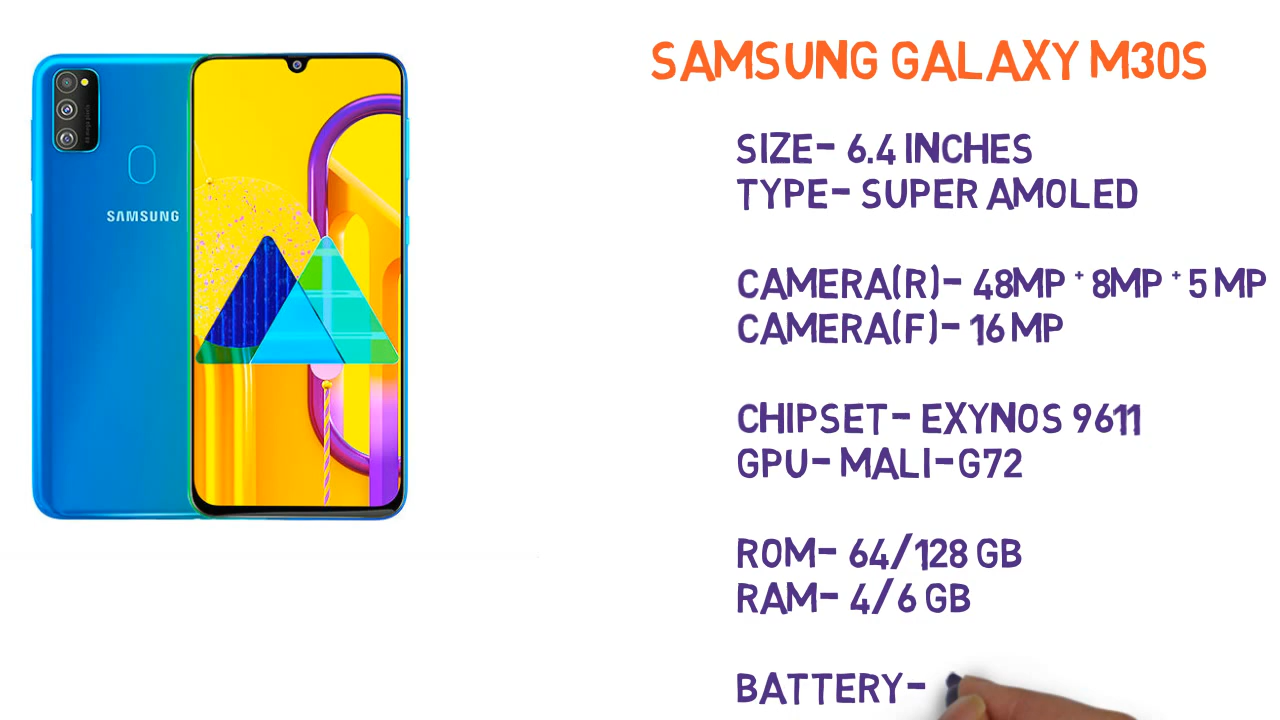 SAMSUNG GALAXY M30S
SIZE- 6.4 INCHES
TYPE- SUPER AMOLED
CAMERA(R)- 48MP + 8MP + 5 MP
CAMERA(F)- 16 MP
CHIPSET- EXYNOS 9611
GPU- MALI-G72
ROM- 64/128 GB
RAM- 4/6 GB
BATTERY-
SAMSUNG